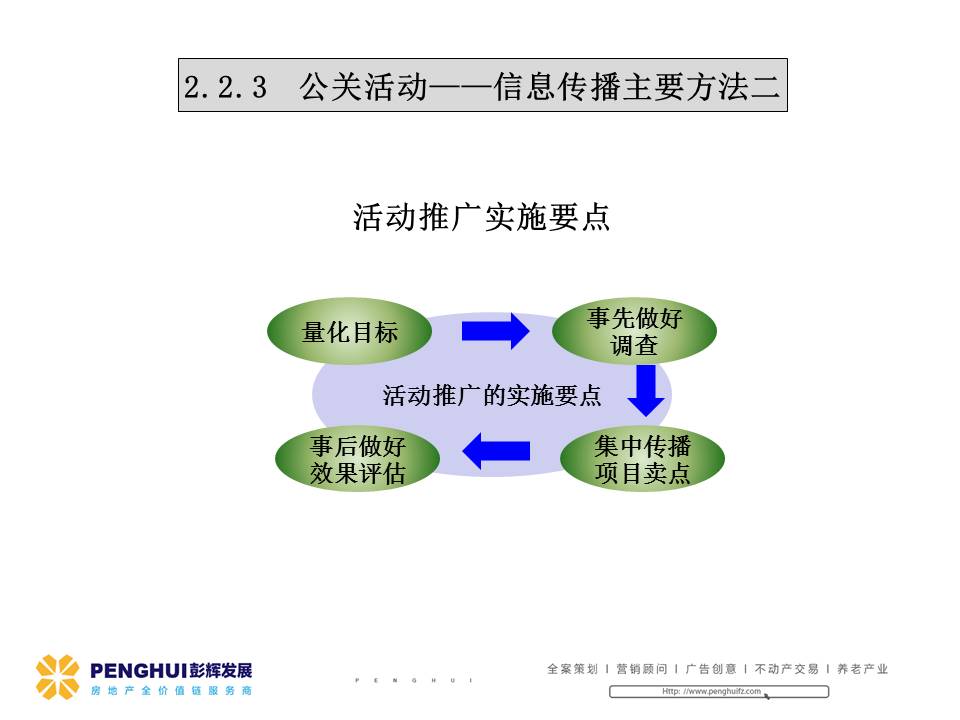 2.2.3 公关活动——信息传播主要方法二
活动推广实施要点
量化目标
事先做好
调查
活动推广的实施要点
事后做好
效果评估
集中传播
项目卖点
PENGHUI彭辉发展
房地产全价值链服务商
PENGHUI
全案策划 | 营销顾问 | 广告创意 | 不动产交易 | 养老产业
Http: //www.penghuifz.com